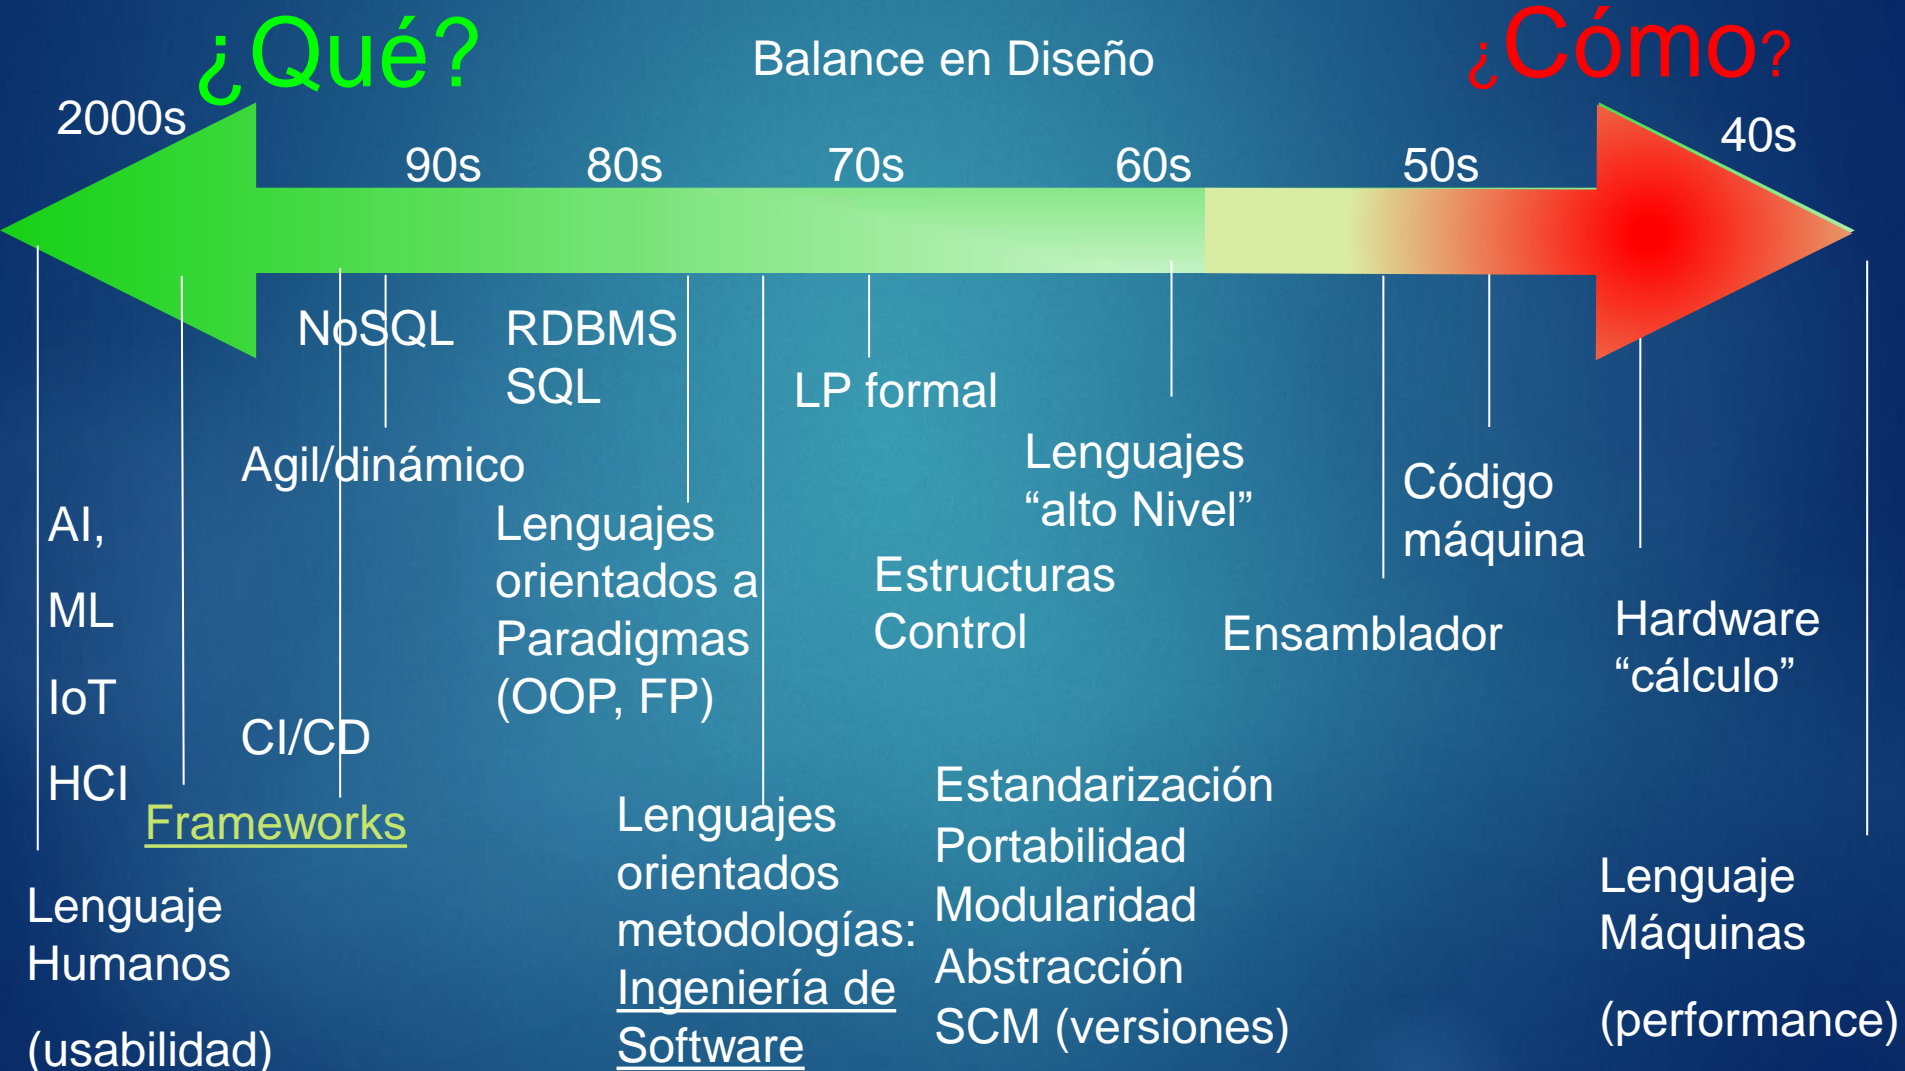 ¿Qué?
Balance en Diseño
¿Cómo?
2000s
90s
80s
70s
60s
50s
40s
NoSQL
RDBMS
SQL
LP formal
Agil/dinámico
Lenguajes
“alto Nivel”
Código
máquina
AI,
ML
IoT
HCI
Lenguajes
orientados a
Paradigmas
(OOP, FP)
Estructuras
Control
Ensamblador
Hardware
“cálculo”
CI/CD
Frameworks
Lenguajes
orientados
metodologías:
Ingeniería de
Software
Estandarización
Portabilidad
Modularidad
Abstracción
SCM (versiones)
Lenguaje
Humanos
(usabilidad)
Lenguaje
Máquinas
(performance)